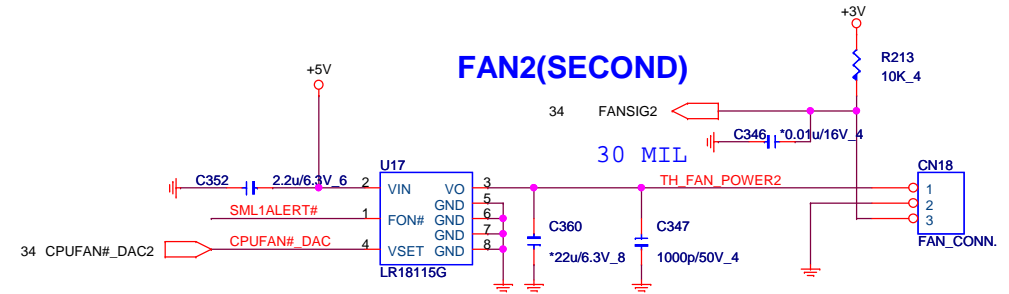 +3V
FAN2(SECOND)
R213
10K_4
+5V
34 FANSIG2
C346 *0.01u/16V_4
30 MIL
U17
CN18
C352 2.2u/6.3V_6
2 VIN VO 3
TH_FAN_POWER2
1
GND 5
2
SML1ALERT#
1 FON# GND 6
3
GND 7
C360
C347
FAN_CONN.
34 CPUFAN#_DAC2
CPUFAN#_DAC
4 VSET GND 8
*22u/6.3V_8
1000p/50V_4
LR18115G